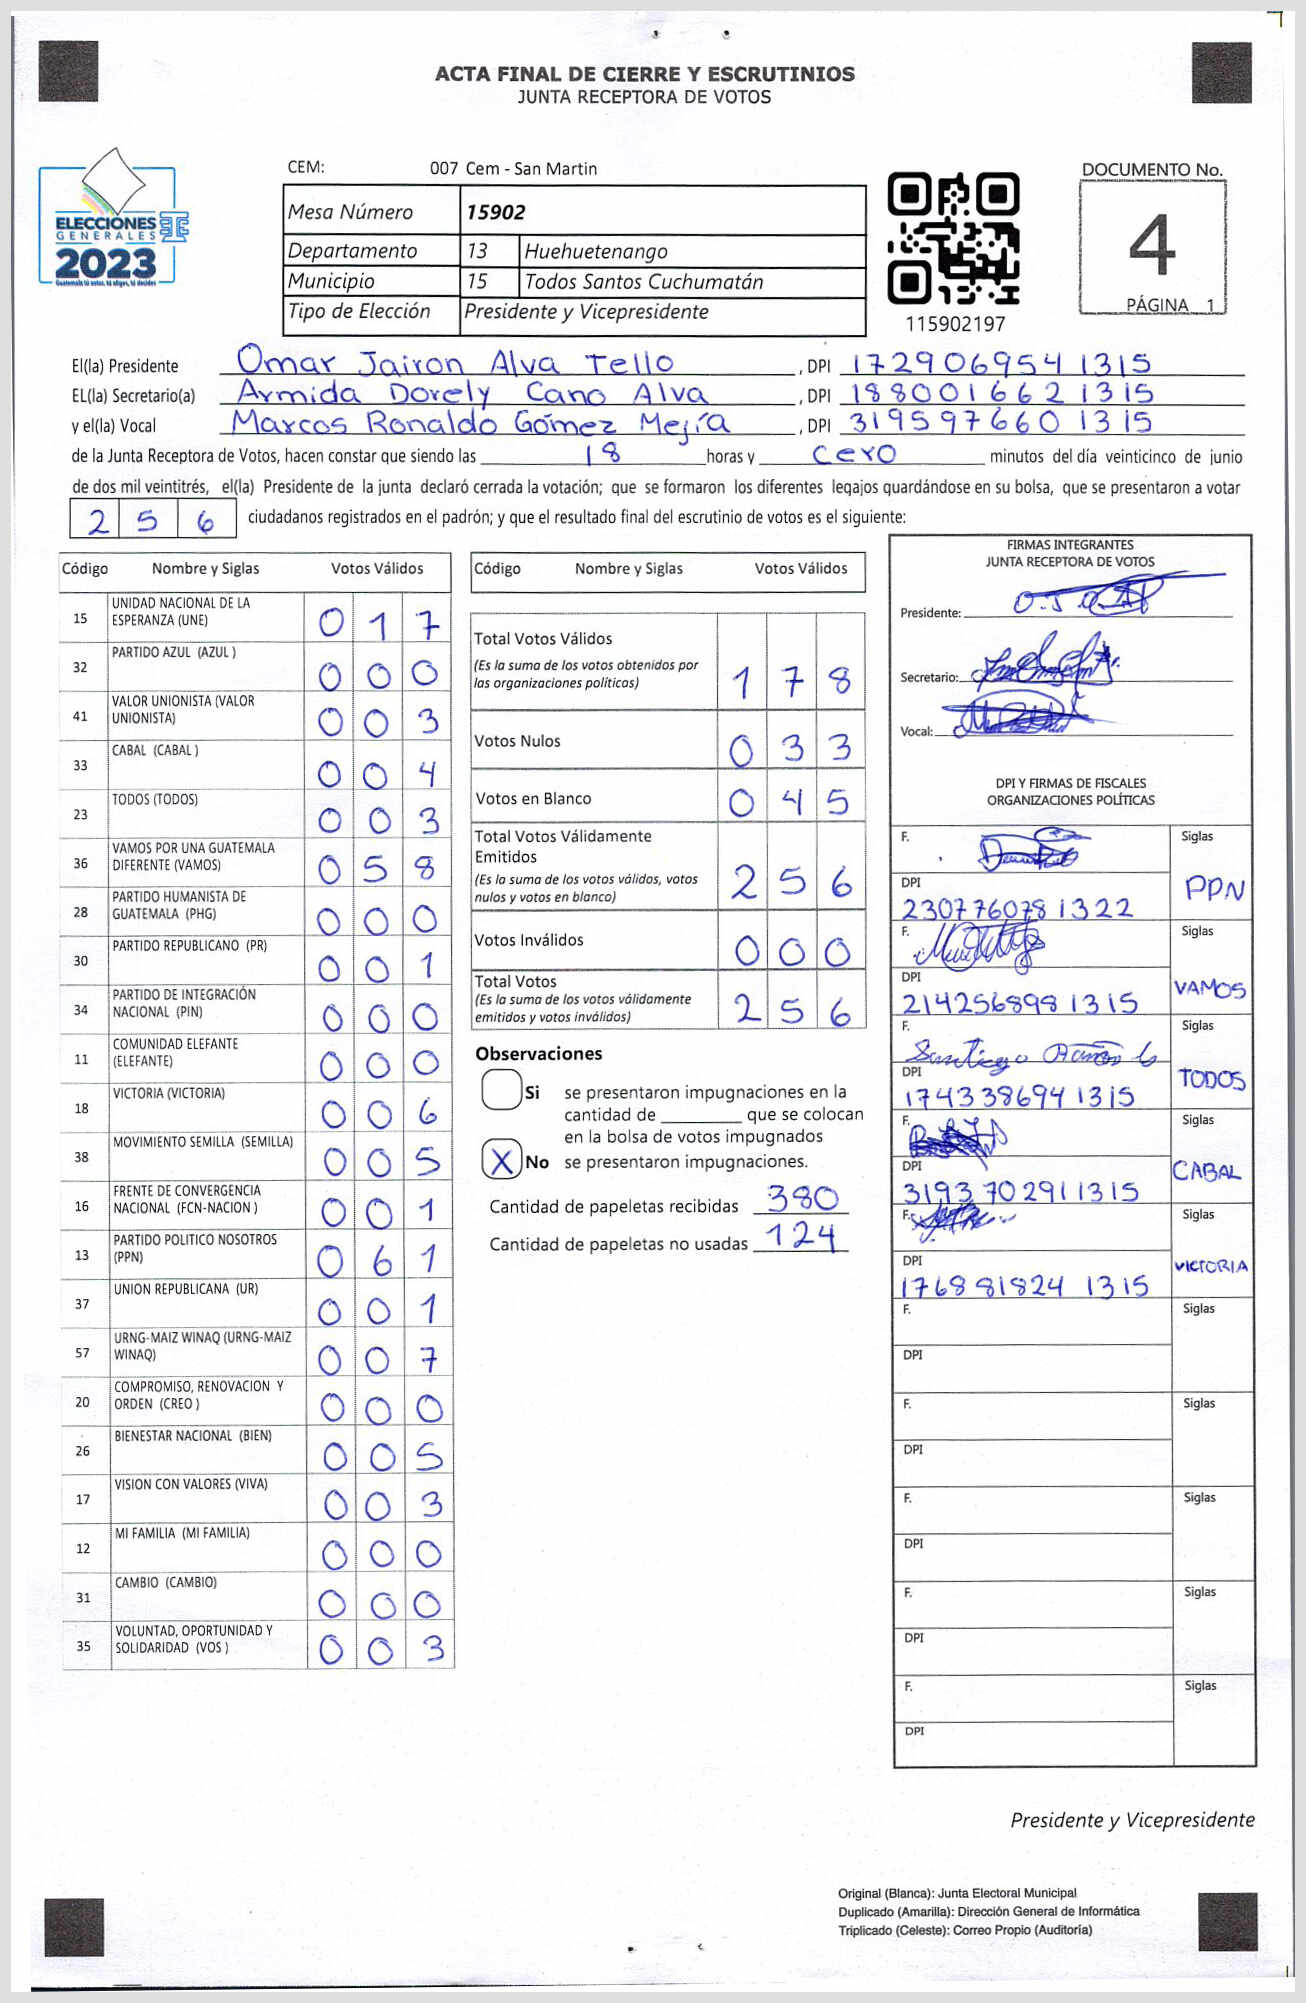 ACTA FINAL DE CIERRE Y ESCRUTINIOS
JUNTA RECEPTORA DE VOTOS
ELECCIONES
GENERALES
2023
Guatemala tú votas, tú eliges, tú decides
CEM: 007 Cem - San Martin
Mesa Número 15902
Departamento 13 Huehuetenango
Municipio 15 Todos Santos Cuchumatán
Tipo de Elección Presidente y Vicepresidente
115902197
DOCUMENTO No.
4
PÁGINA 1
El(la) Presidente Omar Jairon Alva Tello , DPI 172906954 1315
EL(la) Secretario(a) Armida Dorely Cano Alva , DPI 188001662 1315
y el(la) Vocal Marcos Ronaldo Gómez Mejía , DPI 319597660 1315
de la Junta Receptora de Votos, hacen constar que siendo las 18 horas y cero minutos del día veinticinco de junio
de dos mil veintitrés, el(la) Presidente de la junta declaró cerrada la votación; que se formaron los diferentes legajos guardándose en su bolsa, que se presentaron a votar
2 5 6 ciudadanos registrados en el padrón; y que el resultado final del escrutinio de votos es el siguiente:
Código Nombre y Siglas Votos Válidos
15 UNIDAD NACIONAL DE LA ESPERANZA (UNE) 0 1 7
32 PARTIDO AZUL (AZUL ) 0 0 0
41 VALOR UNIONISTA (VALOR UNIONISTA) 0 0 3
33 CABAL (CABAL ) 0 0 4
23 TODOS (TODOS) 0 0 3
36 VAMOS POR UNA GUATEMALA DIFERENTE (VAMOS) 0 5 8
28 PARTIDO HUMANISTA DE GUATEMALA (PHG) 0 0 0
30 PARTIDO REPUBLICANO (PR) 0 0 1
34 PARTIDO DE INTEGRACIÓN NACIONAL (PIN) 0 0 0
11 COMUNIDAD ELEFANTE (ELEFANTE) 0 0 0
18 VICTORIA (VICTORIA) 0 0 6
38 MOVIMIENTO SEMILLA (SEMILLA) 0 0 5
16 FRENTE DE CONVERGENCIA NACIONAL (FCN-NACION ) 0 0 1
13 PARTIDO POLITICO NOSOTROS (PPN) 0 6 1
37 UNION REPUBLICANA (UR) 0 0 1
57 URNG-MAIZ WINAQ (URNG-MAIZ WINAQ) 0 0 7
20 COMPROMISO, RENOVACION Y ORDEN (CREO ) 0 0 0
26 BIENESTAR NACIONAL (BIEN) 0 0 5
17 VISION CON VALORES (VIVA) 0 0 3
12 MI FAMILIA (MI FAMILIA) 0 0 0
31 CAMBIO (CAMBIO) 0 0 0
35 VOLUNTAD, OPORTUNIDAD Y SOLIDARIDAD (VOS ) 0 0 3
Código Nombre y Siglas Votos Válidos
Total Votos Válidos 1 7 8
(Es la suma de los votos obtenidos por
las organizaciones políticas)
Votos Nulos 0 3 3
Votos en Blanco 0 4 5
Total Votos Válidamente
Emitidos 2 5 6
(Es la suma de los votos válidos, votos
nulos y votos en blanco)
Votos Inválidos 0 0 0
Total Votos 2 5 6
(Es la suma de los votos válidamente
emitidos y votos inválidos)
Observaciones
Si se presentaron impugnaciones en la
cantidad de ________ que se colocan
en la bolsa de votos impugnados
X No se presentaron impugnaciones.
Cantidad de papeletas recibidas 380
Cantidad de papeletas no usadas 124
FIRMAS INTEGRANTES
JUNTA RECEPTORA DE VOTOS
Presidente:
Secretario:
Vocal:
DPI Y FIRMAS DE FISCALES
ORGANIZACIONES POLÍTICAS
F. Siglas
DPI PPN
230776078 1322
F. Siglas
DPI VAMOS
214256898 1315
F. Santiago Siglas
DPI TODOS
174338694 1315
F. Siglas
DPI CABAL
3193 70291 1315
F. Siglas
DPI VICTORIA
1768 81824 1315
F. Siglas
DPI
F. Siglas
DPI
F. Siglas
DPI
F. Siglas
DPI
F. Siglas
DPI
Presidente y Vicepresidente
Original (Blanca): Junta Electoral Municipal
Duplicado (Amarilla): Dirección General de Informática
Triplicado (Celeste): Correo Propio (Auditoría)